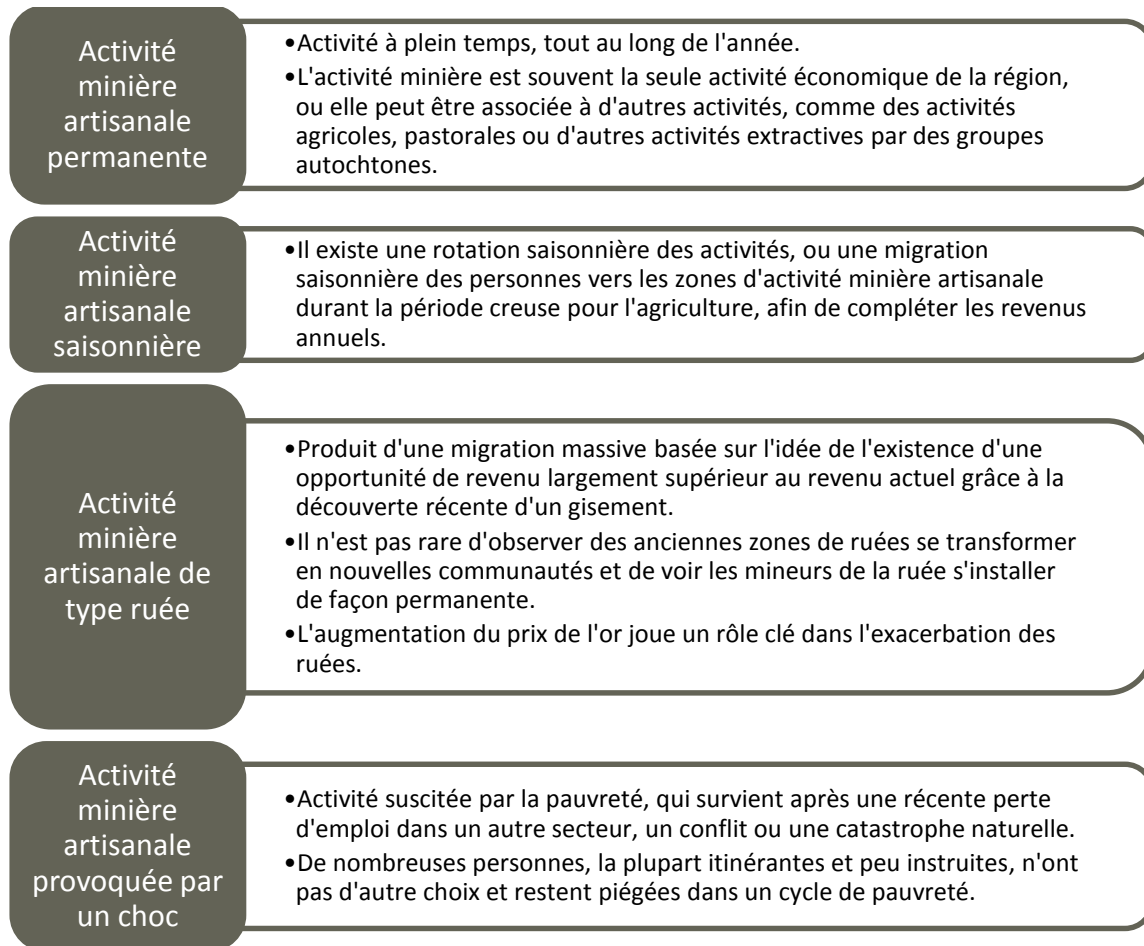 Activité
minière
artisanale
permanente
•Activité à plein temps, tout au long de l'année.
•L'activité minière est souvent la seule activité économique de la région,
ou elle peut être associée à d'autres activités, comme des activités
agricoles, pastorales ou d'autres activités extractives par des groupes
autochtones.
Activité
minière
artisanale
saisonnière
•Il existe une rotation saisonnière des activités, ou une migration
saisonnière des personnes vers les zones d'activité minière artisanale
durant la période creuse pour l'agriculture, afin de compléter les revenus
annuels.
Activité
minière
artisanale de
type ruée
•Produit d'une migration massive basée sur l'idée de l'existence d'une
opportunité de revenu largement supérieur au revenu actuel grâce à la
découverte récente d'un gisement.
•Il n'est pas rare d'observer des anciennes zones de ruées se transformer
en nouvelles communautés et de voir les mineurs de la ruée s'installer
de façon permanente.
•L'augmentation du prix de l'or joue un rôle clé dans l'exacerbation des
ruées.
Activité
minière
artisanale
provoquée par
un choc
•Activité suscitée par la pauvreté, qui survient après une récente perte
d'emploi dans un autre secteur, un conflit ou une catastrophe naturelle.
•De nombreuses personnes, la plupart itinérantes et peu instruites, n'ont
pas d'autre choix et restent piégées dans un cycle de pauvreté.